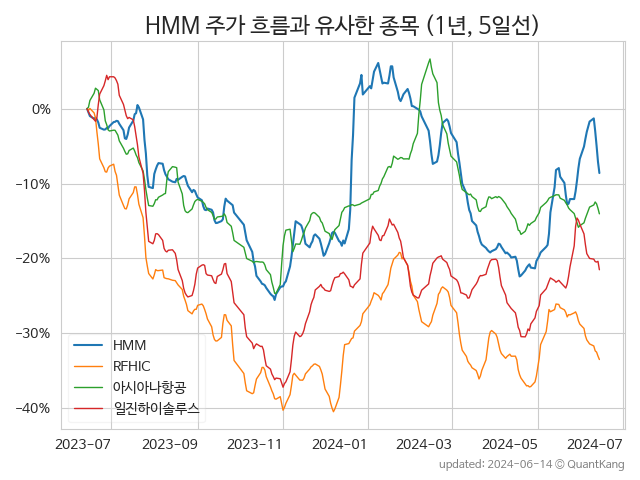 HMM 주가 흐름과 유사한 종목 (1년, 5일선)
0%
−10%
−20%
−30%
−40%
HMM
RFHIC
아시아나항공
일진하이솔루스
2023-07 2023-09 2023-11 2024-01 2024-03 2024-05 2024-07
updated: 2024-06-14 © QuantKang